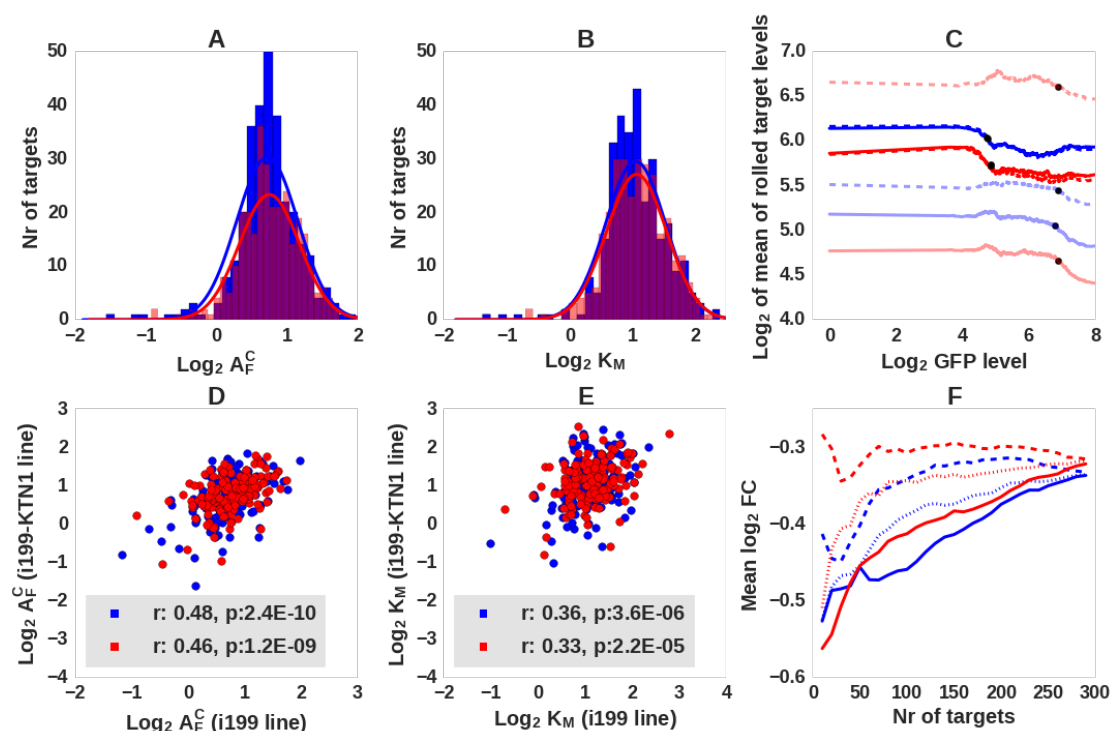 A
Nr of targets
50
40
30
20
10
0
−2 −1 0 1 2
Log₂ A_F^C
B
Nr of targets
50
40
30
20
10
0
−2 −1 0 1 2
Log₂ K_M
C
Log₂ of mean of rolled target levels
7.0
6.5
6.0
5.5
5.0
4.5
4.0
0 2 4 6 8
Log₂ GFP level
D
Log₂ A_F^C (i199-KTN1 line)
3
2
1
0
−1
−2
−3
−4
r: 0.48, p:2.4E-10
r: 0.46, p:1.2E-09
−2 −1 0 1 2 3
Log₂ A_F^C (i199 line)
E
Log₂ K_M (i199-KTN1 line)
3
2
1
0
−1
−2
−3
−4
r: 0.36, p:3.6E-06
r: 0.33, p:2.2E-05
−2 −1 0 1 2 3 4
Log₂ K_M (i199 line)
F
Mean log₂ FC
−0.3
−0.4
−0.5
−0.6
0 50 100 150 200 250 300
Nr of targets